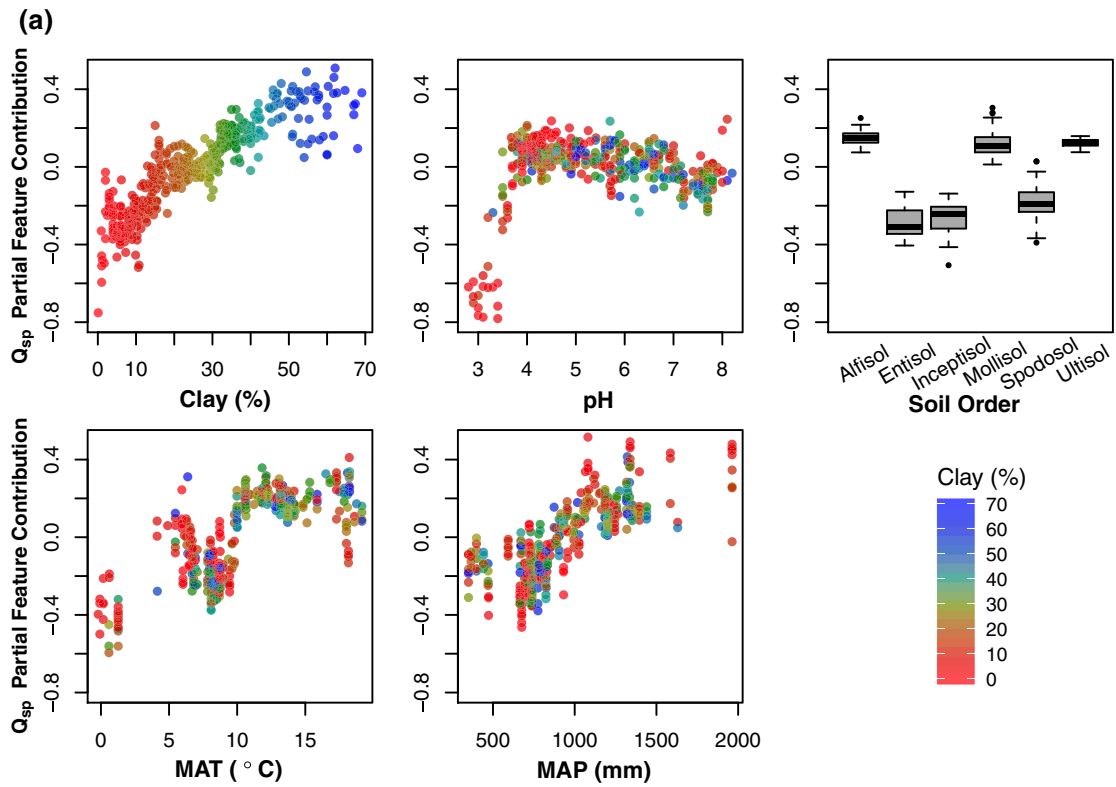 (a)
Qsp Partial Feature Contribution
0.4
0.0
−0.4
−0.8
0 10 20 30 40 50 60 70
Clay (%)
0.4
0.0
−0.4
−0.8
3 4 5 6 7 8
pH
0.4
0.0
−0.4
−0.8
Alfisol
Entisol
Inceptisol
Mollisol
Spodosol
Ultisol
Soil Order
Qsp Partial Feature Contribution
0.4
0.0
−0.4
−0.8
0 5 10 15
MAT ( ° C)
0.4
0.0
−0.4
−0.8
500 1000 1500 2000
MAP (mm)
Clay (%)
70
60
50
40
30
20
10
0